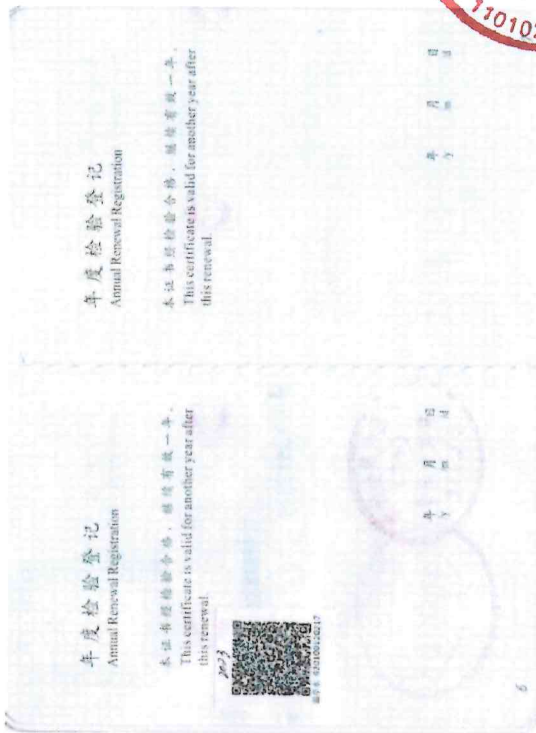 年度检验登记
Annual Renewal Registration
本证书经检验合格，继续有效一年。
This certificate is valid for another year after
this renewal.
2023
年 月 日
y m d
6
年度检验登记
Annual Renewal Registration
本证书经检验合格，继续有效一年。
This certificate is valid for another year after
this renewal.
年 月 日
y m d